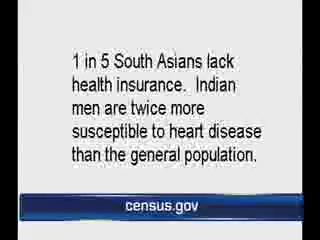 1 in 5 South Asians lack
health insurance.  Indian
men are twice more
susceptible to heart disease
than the general population.
census.gov